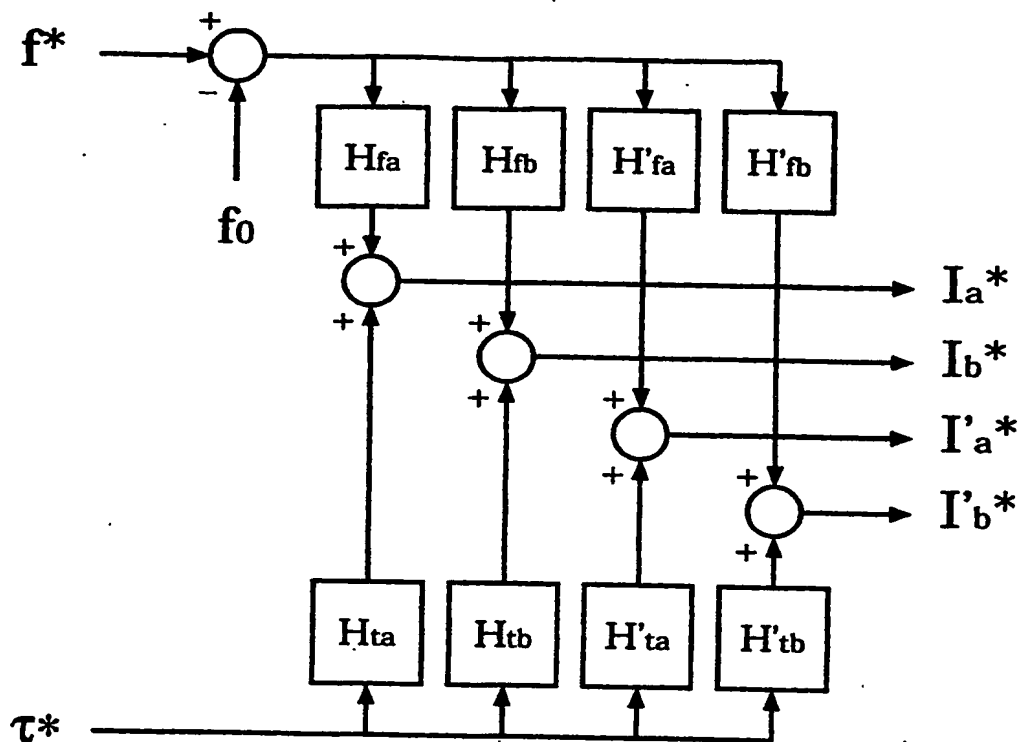 f*
+
−
f0
Hfa
Hfb
H'fa
H'fb
+
+
Ia*
+
+
Ib*
+
+
I'a*
+
+
I'b*
Hta
Htb
H'ta
H'tb
τ*